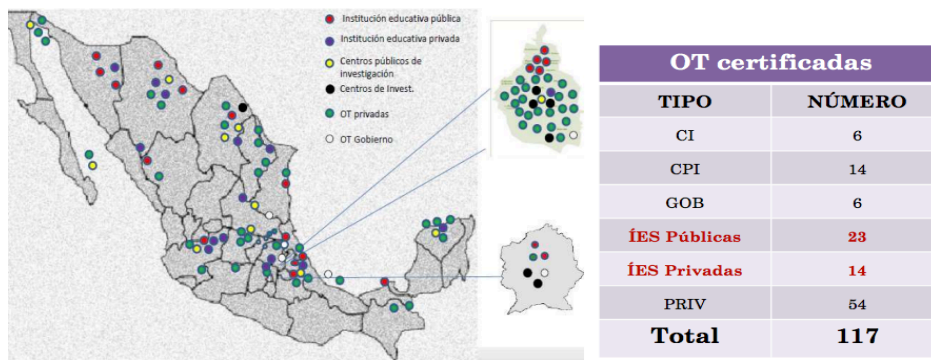 Institución educativa pública
Institución educativa privada
Centros públicos de
investigación
Centros de Invest.
OT privadas
OT Gobierno
OT certificadas
TIPO NÚMERO
CI 6
CPI 14
GOB 6
ÍES Públicas 23
ÍES Privadas 14
PRIV 54
Total 117